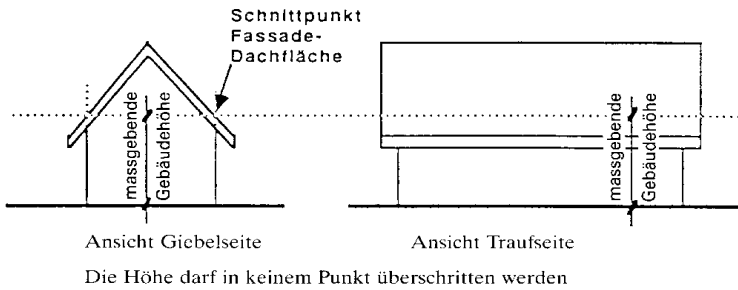 Schnittpunkt
Fassade-
Dachfläche
massgebende
Gebäudehöhe
massgebende
Gebäudehöhe
Ansicht Giebelseite
Ansicht Traufseite
Die Höhe darf in keinem Punkt überschritten werden